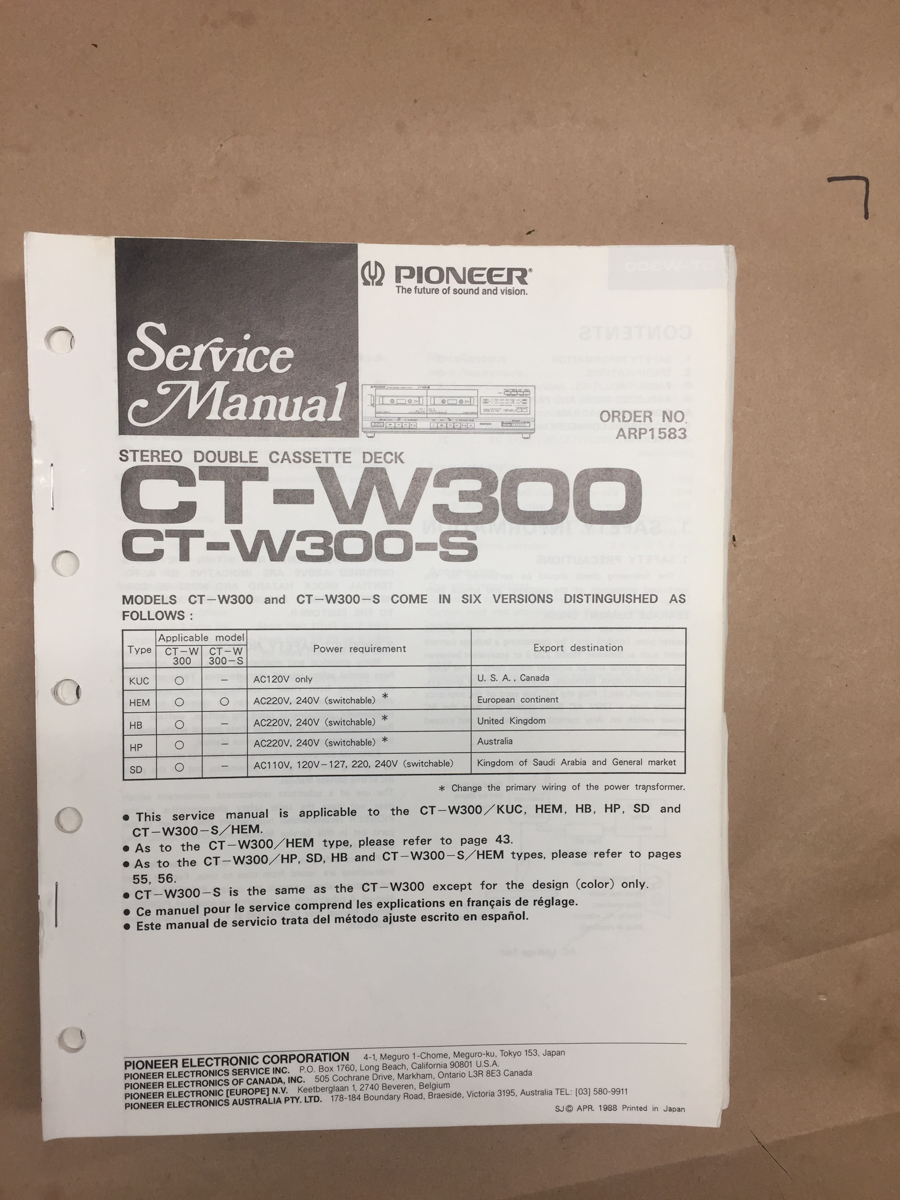 PIONEER®
The future of sound and vision.
Service
Manual
ORDER NO.
ARP1583
STEREO DOUBLE CASSETTE DECK
CT-W300
CT-W300-S
MODELS CT-W300 and CT-W300-S COME IN SIX VERSIONS DISTINGUISHED AS
FOLLOWS :
Type Applicable model Power requirement Export destination
CT-W 300 CT-W 300-S
KUC ○ – AC120V only U. S. A., Canada
HEM ○ ○ AC220V, 240V (switchable) * European continent
HB ○ – AC220V, 240V (switchable) * United Kingdom
HP ○ – AC220V, 240V (switchable) * Australia
SD ○ – AC110V, 120V-127, 220, 240V (switchable) Kingdom of Saudi Arabia and General market
* Change the primary wiring of the power transformer.
● This service manual is applicable to the CT-W300/KUC, HEM, HB, HP, SD and
CT-W300-S/HEM.
● As to the CT-W300/HEM type, please refer to page 43.
● As to the CT-W300/HP, SD, HB and CT-W300-S/HEM types, please refer to pages
55, 56.
● CT-W300-S is the same as the CT-W300 except for the design (color) only.
● Ce manuel pour le service comprend les explications en français de réglage.
● Este manual de servicio trata del método ajuste escrito en español.
PIONEER ELECTRONIC CORPORATION 4-1, Meguro 1-Chome, Meguro-ku, Tokyo 153, Japan
PIONEER ELECTRONICS SERVICE INC. P.O. Box 1760, Long Beach, California 90801 U.S.A.
PIONEER ELECTRONICS OF CANADA, INC. 505 Cochrane Drive, Markham, Ontario L3R 8E3 Canada
PIONEER ELECTRONIC [EUROPE] N.V. Keetberglaan 1, 2740 Beveren, Belgium
PIONEER ELECTRONICS AUSTRALIA PTY. LTD. 178-184 Boundary Road, Braeside, Victoria 3195, Australia TEL: [03] 580-9911
SJ © APR. 1988 Printed in Japan